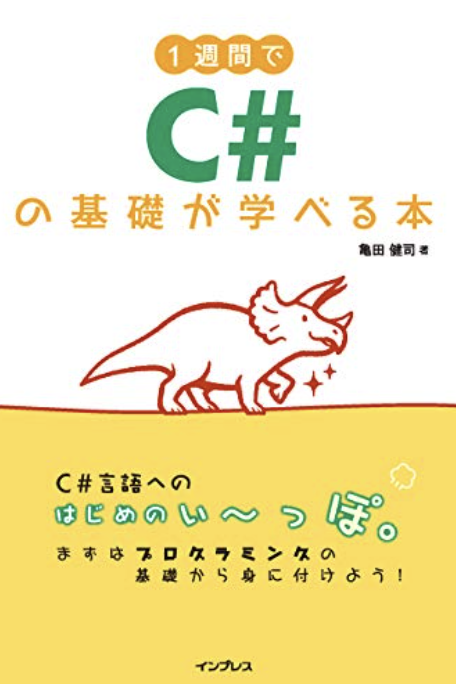 1週間で
C#
の基礎が学べる本
亀田 健司 著
C#言語への
はじめのい〜っぽ。
まずはプログラミングの
基礎から身に付けよう!
インプレス